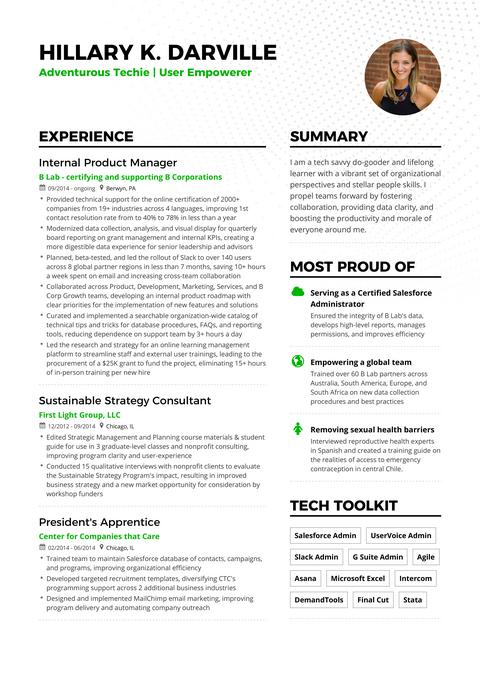 HILLARY K. DARVILLE
Adventurous Techie | User Empowerer
EXPERIENCE
Internal Product Manager
B Lab - certifying and supporting B Corporations
09/2014 - ongoing Berwyn, PA
• Provided technical support for the online certification of 2000+
companies from 19+ industries across 4 languages, improving 1st
contact resolution rate from to 40% to 78% in less than a year
• Modernized data collection, analysis, and visual display for quarterly
board reporting on grant management and internal KPIs, creating a
more digestible data experience for senior leadership and advisors
• Planned, beta-tested, and led the rollout of Slack to over 140 users
across 8 global partner regions in less than 7 months, saving 10+ hours
a week spent on email and increasing cross-team collaboration
• Collaborated across Product, Development, Marketing, Services, and B
Corp Growth teams, developing an internal product roadmap with
clear priorities for the implementation of new features and solutions
• Curated and implemented a searchable organization-wide catalog of
technical tips and tricks for database procedures, FAQs, and reporting
tools, reducing dependence on support team by 3+ hours a day
• Led the research and strategy for an online learning management
platform to streamline staff and external user trainings, leading to the
procurement of a $25K grant to fund the project, eliminating 15+ hours
of in-person training per new hire
Sustainable Strategy Consultant
First Light Group, LLC
12/2012 - 09/2014 Chicago, IL
• Edited Strategic Management and Planning course materials & student
guide for use in 3 graduate-level classes and nonprofit consulting,
improving program clarity and user-experience
• Conducted 15 qualitative interviews with nonprofit clients to evaluate
the Sustainable Strategy Program's impact, resulting in improved
business strategy and a new market opportunity for consideration by
workshop funders
President's Apprentice
Center for Companies that Care
02/2014 - 06/2014 Chicago, IL
• Trained team to maintain Salesforce database of contacts, campaigns,
and programs, improving organizational efficiency
• Developed targeted recruitment templates, diversifying CTC's
programming support across 2 additional business industries
• Designed and implemented MailChimp email marketing, improving
program delivery and automating company outreach
SUMMARY
I am a tech savvy do-gooder and lifelong
learner with a vibrant set of organizational
perspectives and stellar people skills. I
propel teams forward by fostering
collaboration, providing data clarity, and
boosting the productivity and morale of
everyone around me.
MOST PROUD OF
Serving as a Certified Salesforce
Administrator
Ensured the integrity of B Lab's data,
develops high-level reports, manages
permissions, and improves efficiency
Empowering a global team
Trained over 60 B Lab partners across
Australia, South America, Europe, and
South Africa on new data collection
procedures and best practices
Removing sexual health barriers
Interviewed reproductive health experts
in Spanish and created a training guide on
the realities of access to emergency
contraception in central Chile.
TECH TOOLKIT
Salesforce Admin UserVoice Admin
Slack Admin G Suite Admin Agile
Asana Microsoft Excel Intercom
DemandTools Final Cut Stata